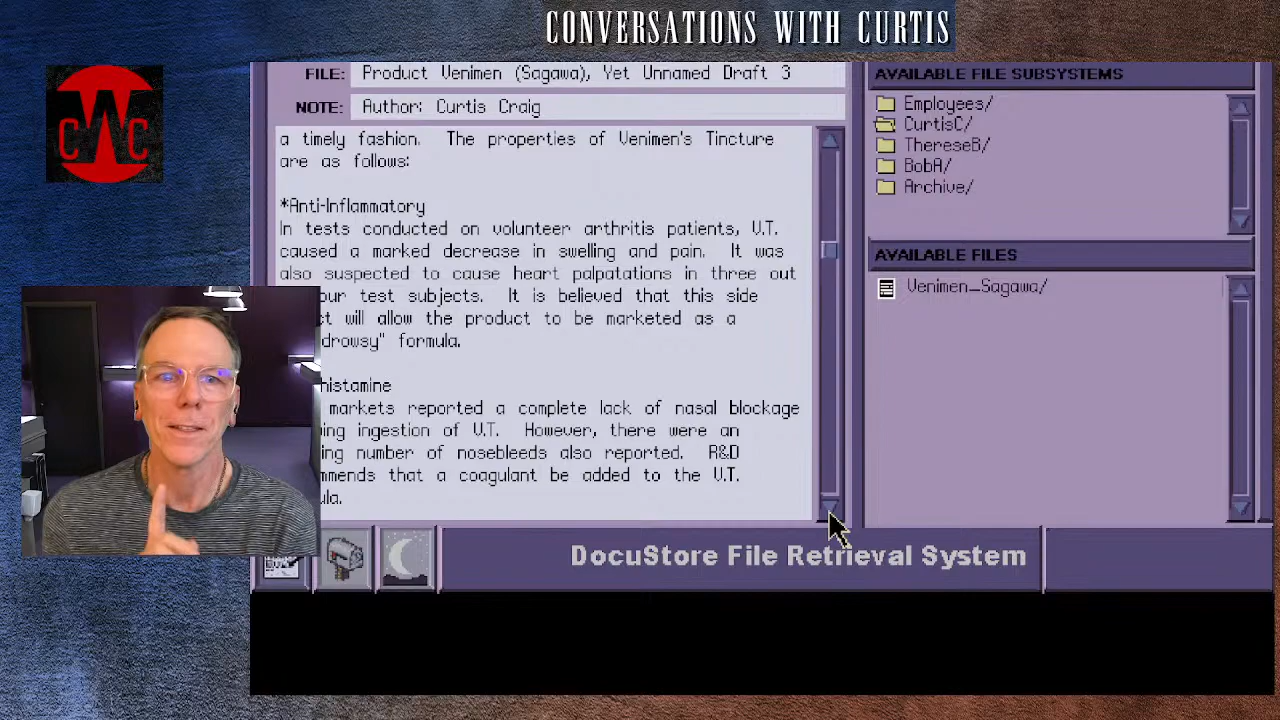 CONVERSATIONS WITH CURTIS
CWC
FILE: Product Venimen (Sagawa), Yet Unnamed Draft 3
NOTE: Author: Curtis Craig
a timely fashion. The properties of Venimen's Tincture
are as follows:
*Anti-Inflammatory
In tests conducted on volunteer arthritis patients, V.T.
caused a marked decrease in swelling and pain. It was
also suspected to cause heart palpatations in three out
our test subjects. It is believed that this side
ct will allow the product to be marketed as a
drowsy" formula.
histamine
markets reported a complete lack of nasal blockage
ing ingestion of V.T. However, there were an
ing number of nosebleeds also reported. R&D
mmends that a coagulant be added to the V.T.
ula.
AVAILABLE FILE SUBSYSTEMS
Employees/
CurtisC/
ThereseB/
BobA/
Archive/
AVAILABLE FILES
Venimen_Sagawa/
DocuStore File Retrieval System